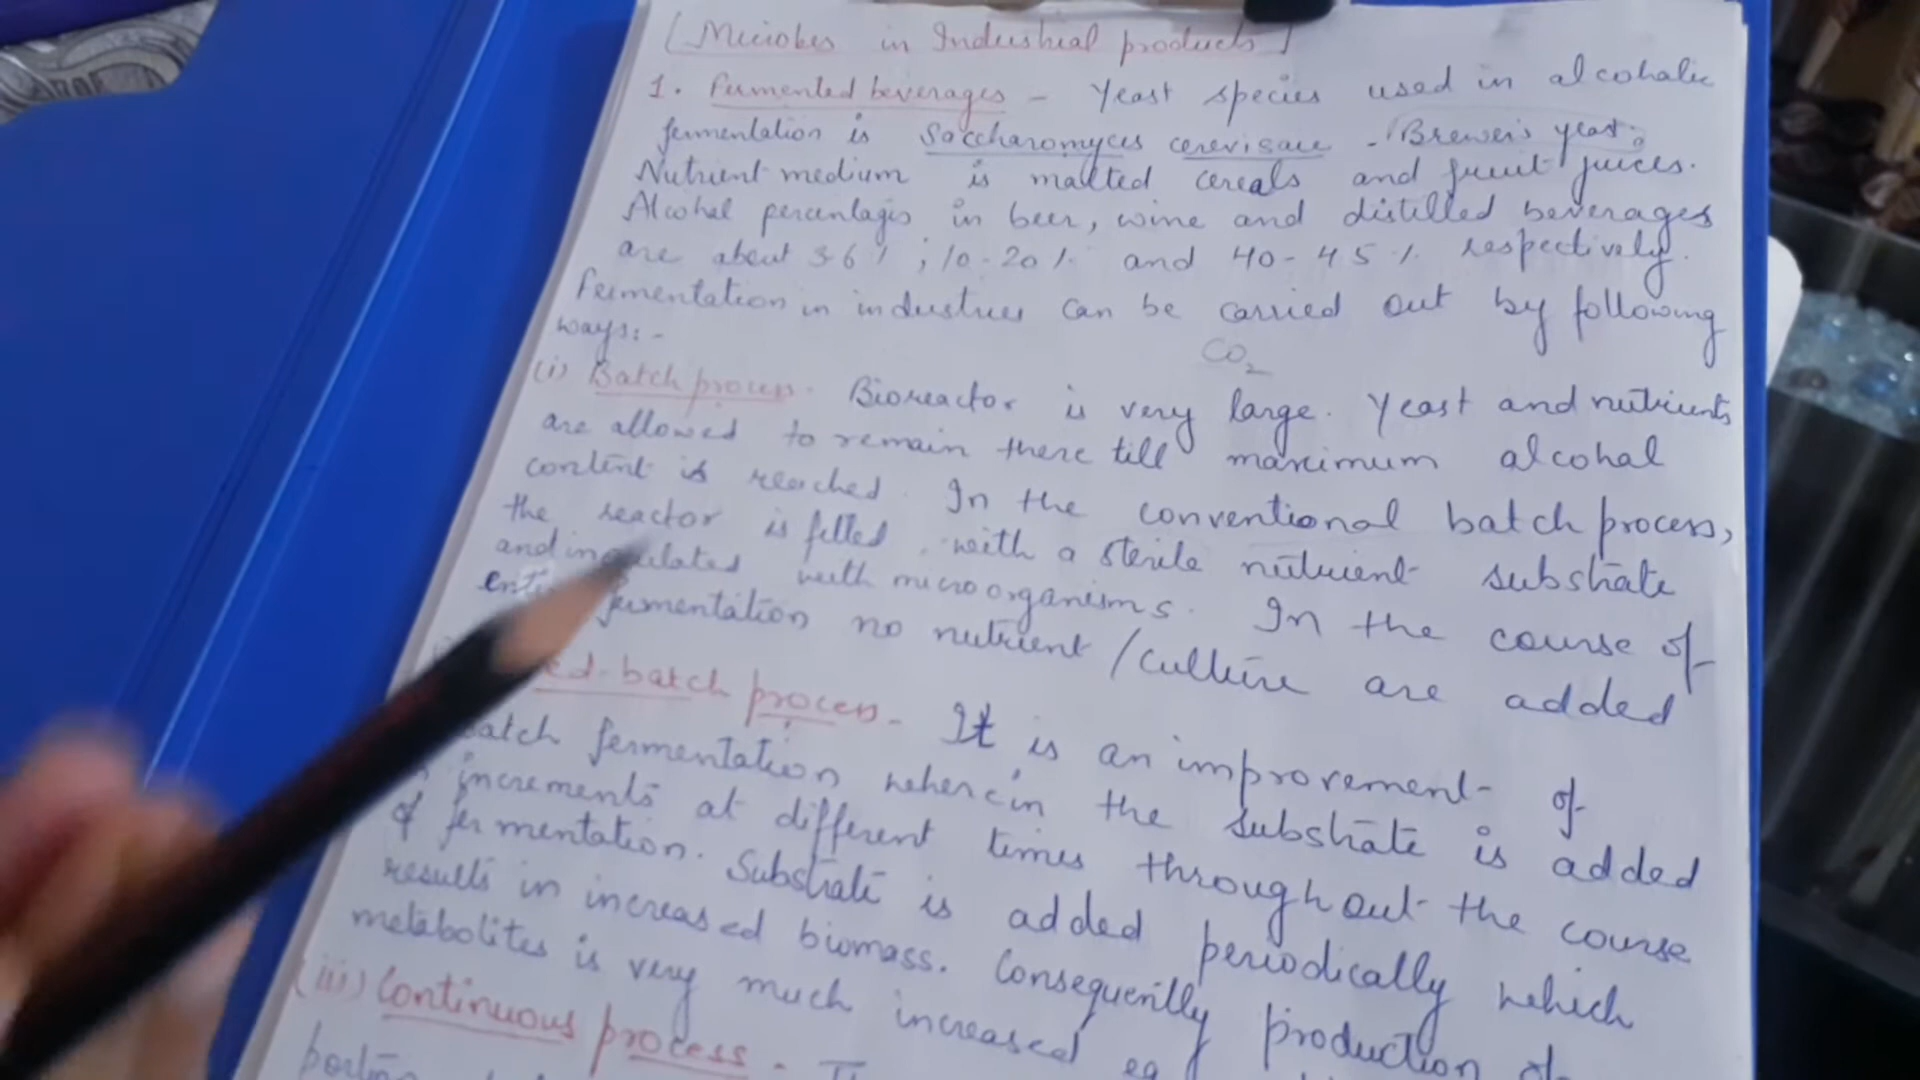 [Microbes in Industrial products]
1. Fermented beverages - Yeast species used in alcohalic
fermentation is Saccharomyces cerevisae - Brewer's yeast.
Nutrient medium is malted cereals and fruit juices.
Alcohal percentages in beer, wine and distilled beverages
are about 3-6%; 10-20% and 40-45% respectively.
Fermentation in industries can be carried out by following
ways:-
CO2
(i) Batch process- Bioreactor is very large. Yeast and nutrients
are allowed to remain there till maximum alcohal
content is reached. In the conventional batch process,
the reactor is filled with a sterile nutrient substrate
and with microorganisms. In the course of
fermentation no nutrient / culture are added
ed-batch process- It is an improvement of
batch fermentation wherein the substrate is added
in increments at different times throughout the course
of fermentation. Substrate is added periodically which
results in increased biomass. Consequently production of
metabolites is very much increased eg
(iii) Continuous process-